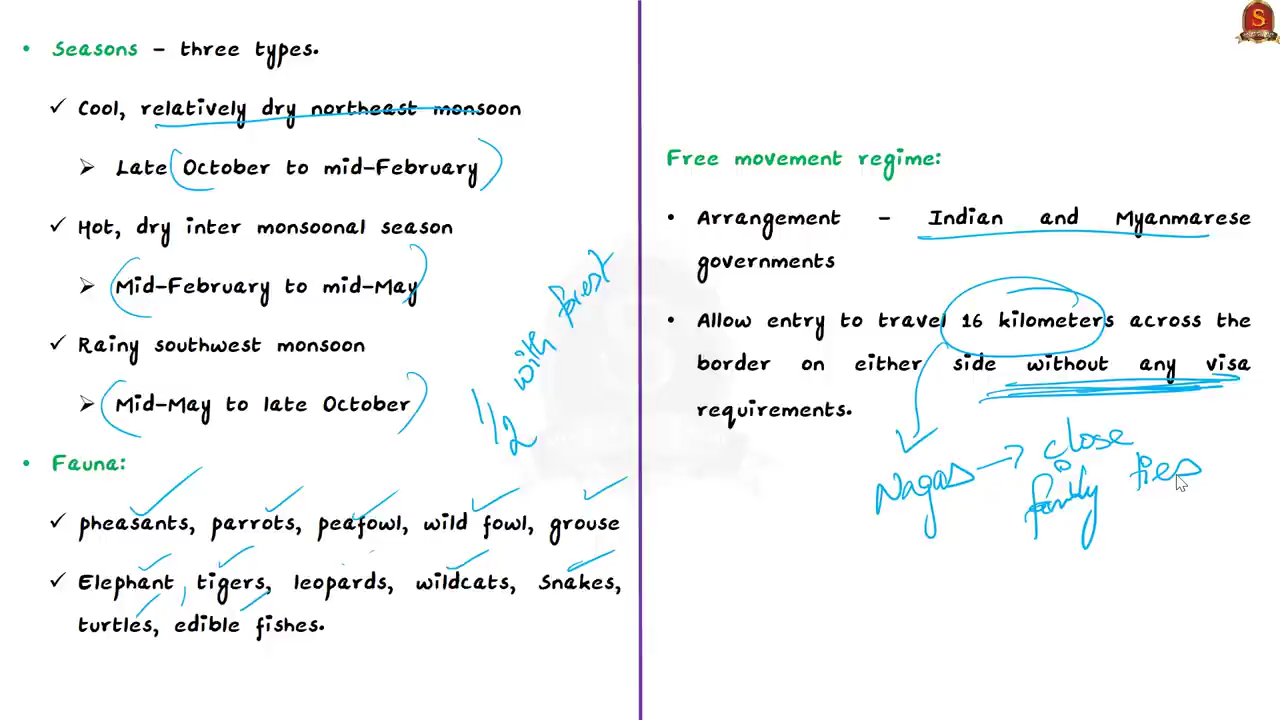 • Seasons - three types.
✓ Cool, relatively dry northeast monsoon
➢ Late October to mid-February
✓ Hot, dry inter monsoonal season
➢ Mid-February to mid-May
✓ Rainy southwest monsoon
➢ Mid-May to late October
1/2 with forest
• Fauna:
✓ pheasants, parrots, peafowl, wild fowl, grouse
✓ Elephant, tigers, leopards, wildcats, Snakes,
turtles, edible fishes.
S
Free movement regime:
• Arrangement - Indian and Myanmarese
governments
• Allow entry to travel 16 kilometers across the
border on either side without any visa
requirements.
Nagas → close
family ties